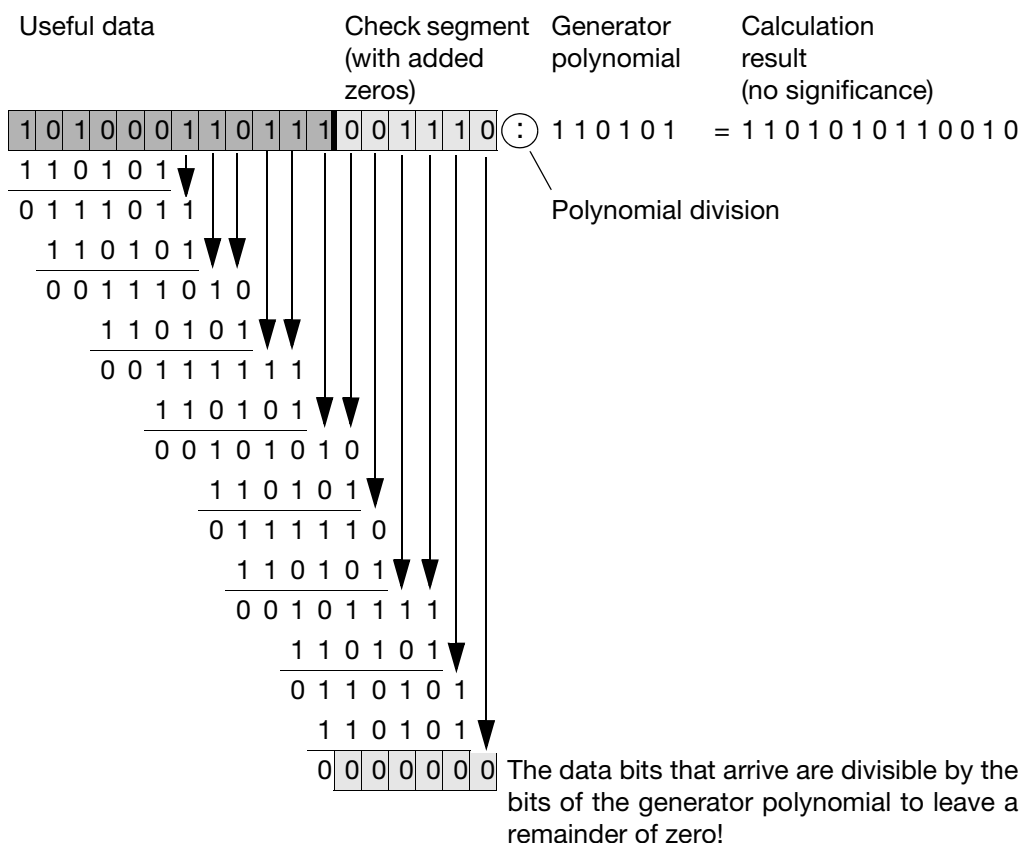 Useful data
Check segment
(with added
zeros)
Generator
polynomial
Calculation
result
(no significance)
1 0 1 0 0 0 1 1 0 1 1 1 0 0 1 1 1 0 : 1 1 0 1 0 1 = 1 1 0 1 0 1 0 1 1 0 0 1 0
1 1 0 1 0 1
Polynomial division
0 1 1 1 0 1 1
1 1 0 1 0 1
0 0 1 1 1 0 1 0
1 1 0 1 0 1
0 0 1 1 1 1 1 1
1 1 0 1 0 1
0 0 1 0 1 0 1 0
1 1 0 1 0 1
0 1 1 1 1 1 0
1 1 0 1 0 1
0 0 1 0 1 1 1 1
1 1 0 1 0 1
0 1 1 0 1 0 1
1 1 0 1 0 1
0 0 0 0 0 0 0
The data bits that arrive are divisible by the
bits of the generator polynomial to leave a
remainder of zero!